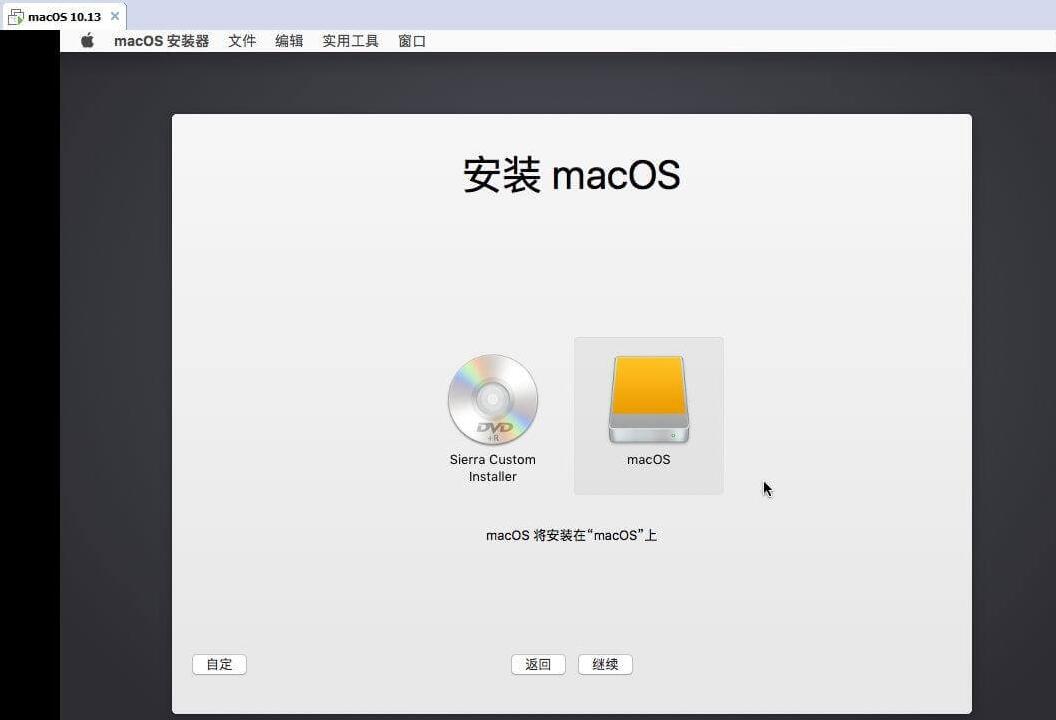 macOS 10.13
macOS 安装器 文件 编辑 实用工具 窗口
安装 macOS
DVD
+R
Sierra Custom
Installer
macOS
macOS 将安装在“macOS”上
自定 返回 继续